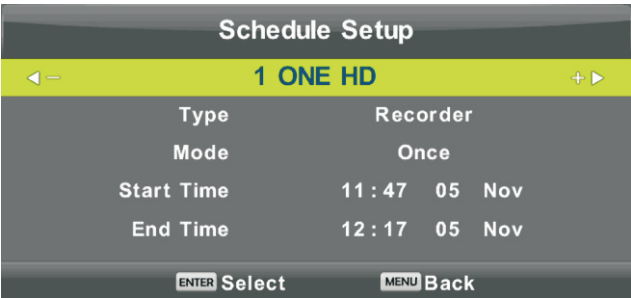 Schedule Setup
− 1 ONE HD +
Type Recorder
Mode Once
Start Time 11 : 47 05 Nov
End Time 12 : 17 05 Nov
ENTER Select MENU Back